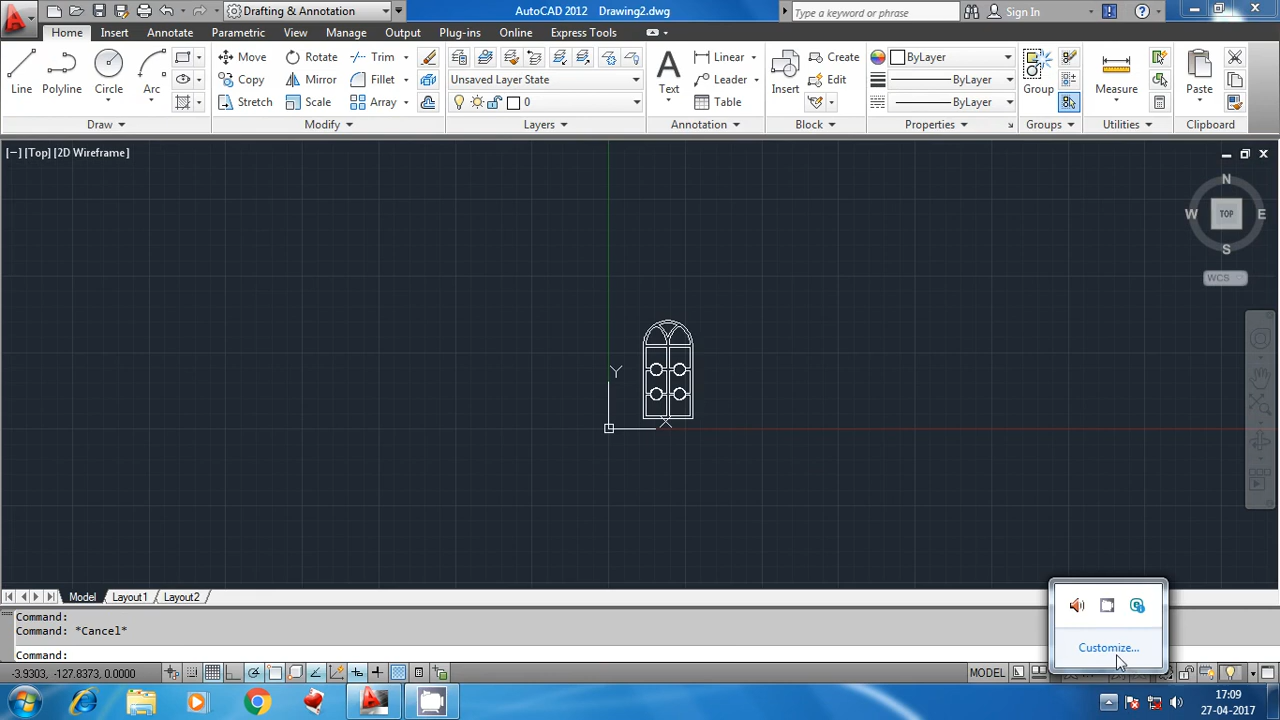 Drafting & Annotation
AutoCAD 2012 Drawing2.dwg
Type a keyword or phrase
Sign In
Home Insert Annotate Parametric View Manage Output Plug-ins Online Express Tools
Line Polyline Circle Arc
Move Rotate Trim
Copy Mirror Fillet
Stretch Scale Array
Unsaved Layer State
0
Text
Linear
Leader
Table
Insert
Create
Edit
ByLayer
ByLayer
ByLayer
Group
Measure
Paste
Draw Modify Layers Annotation Block Properties Groups Utilities Clipboard
[−] [Top] [2D Wireframe]
N
W TOP E
S
WCS
Y
X
Model Layout1 Layout2
Command:
Command: *Cancel*
Command:
Customize...
-3.9303, -127.8373, 0.0000
MODEL
17:09
27-04-2017